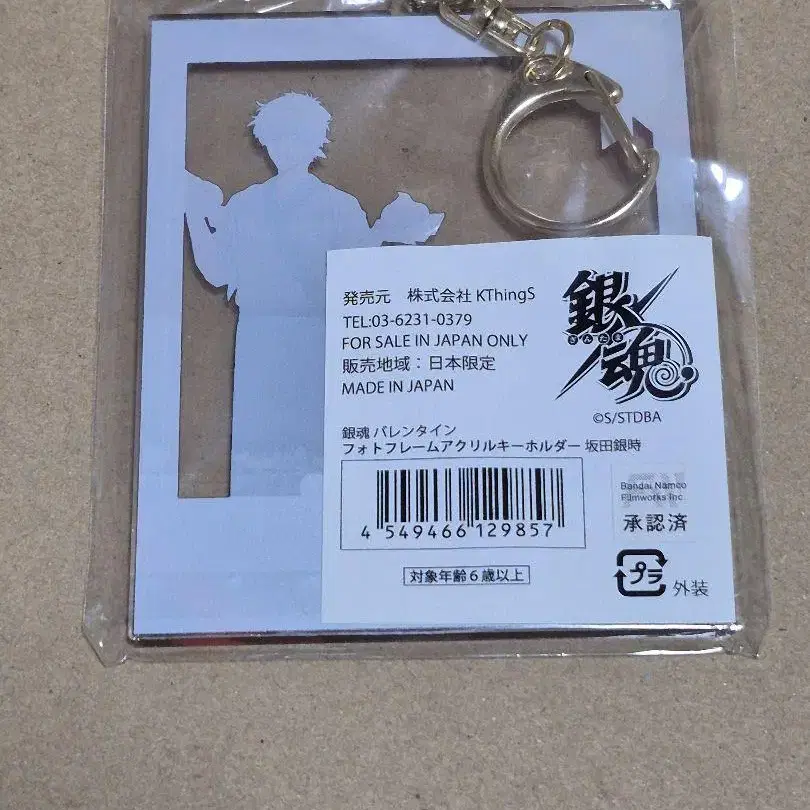 発売元　株式会社 KThingS
TEL:03-6231-0379
FOR SALE IN JAPAN ONLY
販売地域：日本限定
MADE IN JAPAN
銀魂
ぎんたま
©S/STDBA
銀魂 バレンタイン
フォトフレームアクリルキーホルダー 坂田銀時
4 549466 129857
Bandai Namco
Filmworks Inc.
承認済
対象年齢６歳以上
プラ
外装